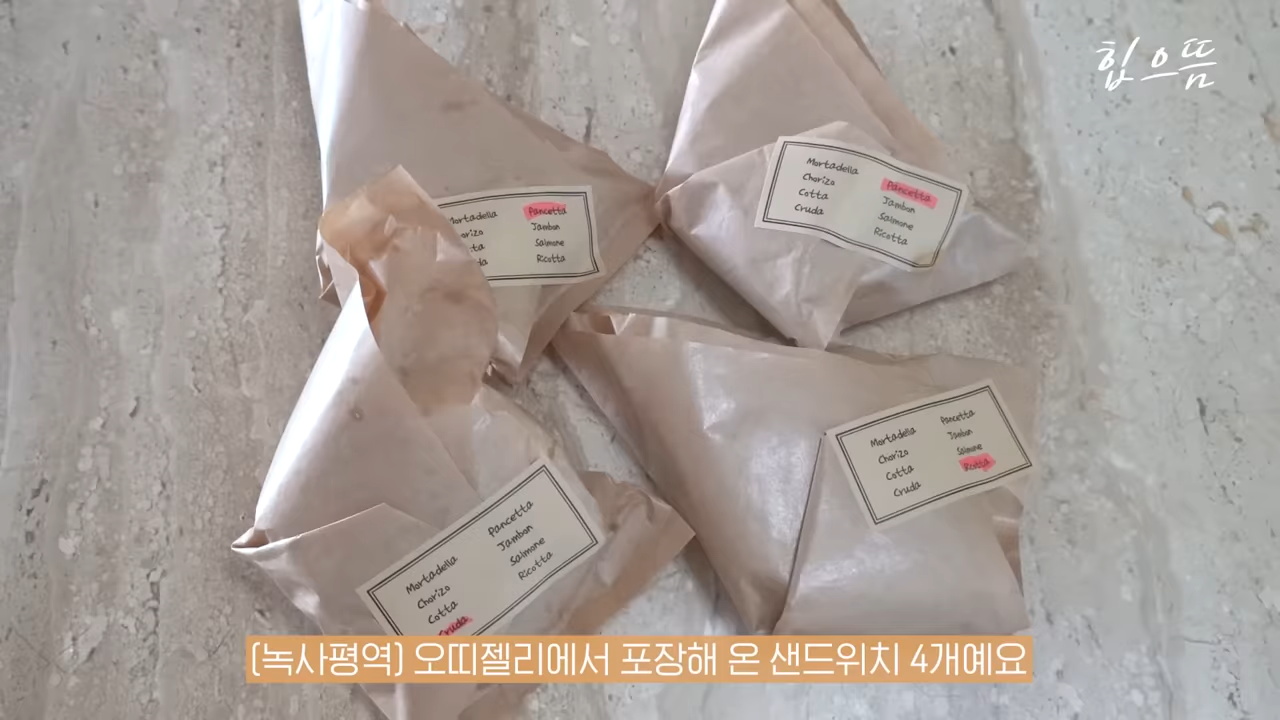 힙으뜸
Mortadella
Chorizo
Cotta
Cruda
Pancetta
Jambon
Salmone
Ricotta
Pancetta
Jambon
Salmone
Ricotta
Mortadella
Chorizo
Cotta
Cruda
Pancetta
Jambon
Salmone
Ricotta
Mortadella
Chorizo
Cotta
Cruda
Pancetta
Jambon
Salmone
Ricotta
(녹사평역) 오띠젤리에서 포장해 온 샌드위치 4개예요